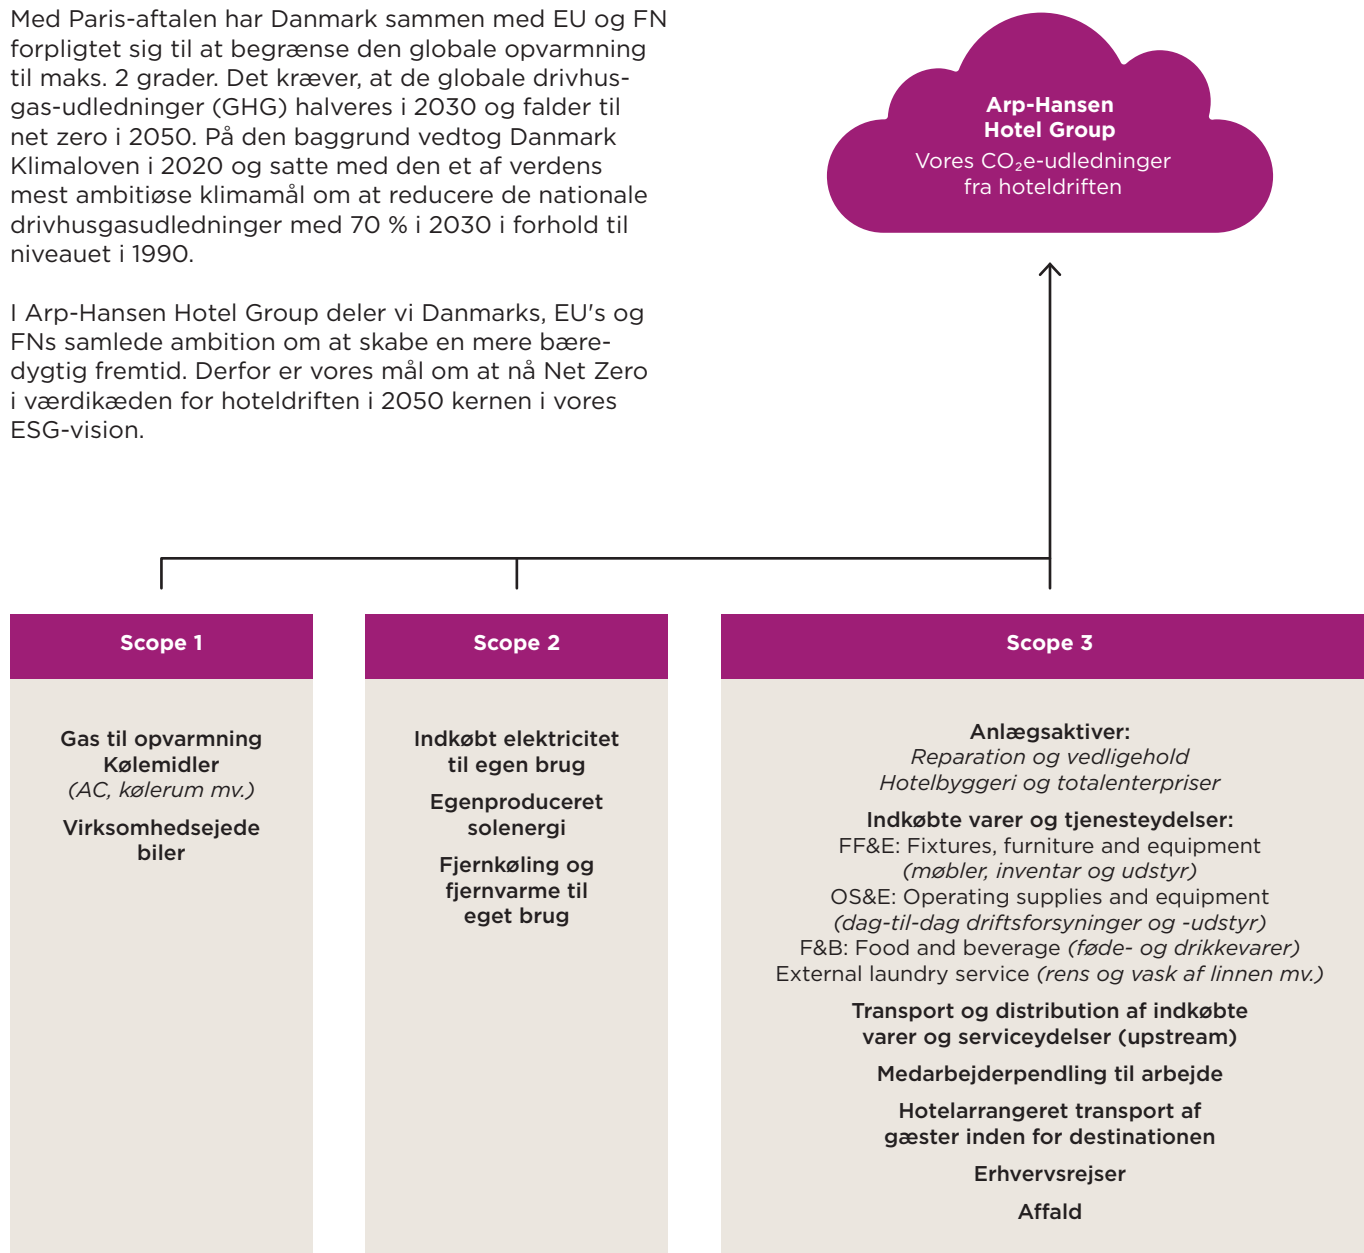 Med Paris-aftalen har Danmark sammen med EU og FN
forpligtet sig til at begrænse den globale opvarmning
til maks. 2 grader. Det kræver, at de globale drivhus-
gas-udledninger (GHG) halveres i 2030 og falder til
net zero i 2050. På den baggrund vedtog Danmark
Klimaloven i 2020 og satte med den et af verdens
mest ambitiøse klimamål om at reducere de nationale
drivhusgasudledninger med 70 % i 2030 i forhold til
niveauet i 1990.
I Arp-Hansen Hotel Group deler vi Danmarks, EU's og
FNs samlede ambition om at skabe en mere bære-
dygtig fremtid. Derfor er vores mål om at nå Net Zero
i værdikæden for hoteldriften i 2050 kernen i vores
ESG-vision.
Arp-Hansen
Hotel Group
Vores CO₂e-udledninger
fra hoteldriften
Scope 1
Gas til opvarmning
Kølemidler
(AC, kølerum mv.)
Virksomhedsejede
biler
Scope 2
Indkøbt elektricitet
til egen brug
Egenproduceret
solenergi
Fjernkøling og
fjernvarme til
eget brug
Scope 3
Anlægsaktiver:
Reparation og vedligehold
Hotelbyggeri og totalenterpriser
Indkøbte varer og tjenesteydelser:
FF&E: Fixtures, furniture and equipment
(møbler, inventar og udstyr)
OS&E: Operating supplies and equipment
(dag-til-dag driftsforsyninger og -udstyr)
F&B: Food and beverage (føde- og drikkevarer)
External laundry service (rens og vask af linnen mv.)
Transport og distribution af indkøbte
varer og serviceydelser (upstream)
Medarbejderpendling til arbejde
Hotelarrangeret transport af
gæster inden for destinationen
Erhvervsrejser
Affald